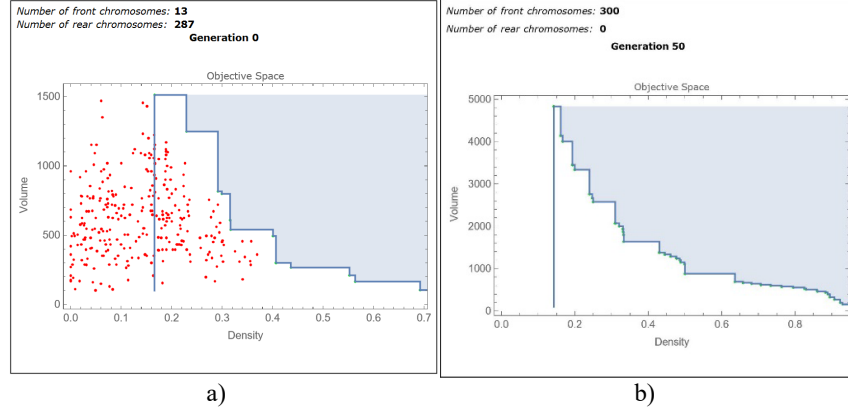 Number of front chromosomes: 13
Number of rear chromosomes: 287
Generation 0
Objective Space
1500
1000
500
0
Volume
0.0 0.1 0.2 0.3 0.4 0.5 0.6 0.7
Density
a)
Number of front chromosomes: 300
Number of rear chromosomes: 0
Generation 50
Objective Space
5000
4000
3000
2000
1000
0
Volume
0.0 0.2 0.4 0.6 0.8
Density
b)